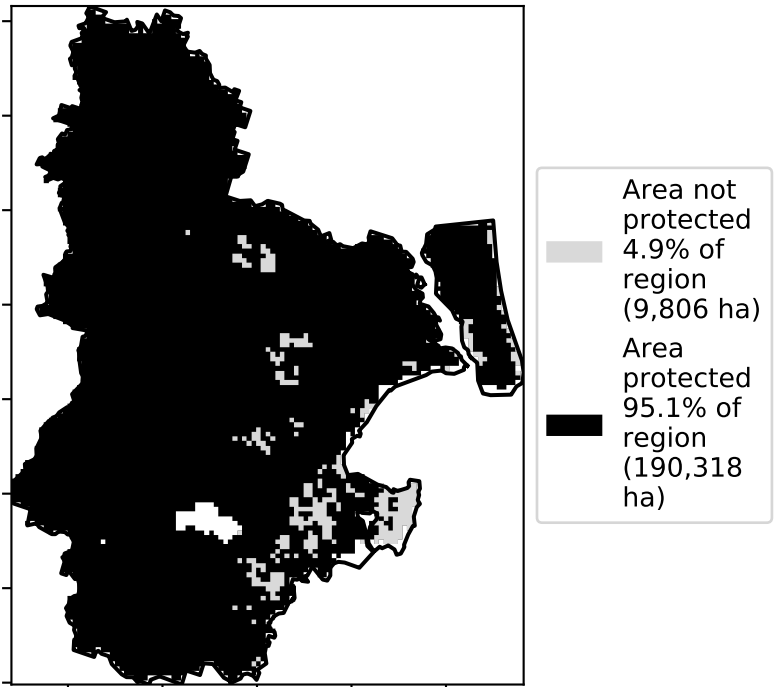 Area not
protected
4.9% of
region
(9,806 ha)
Area
protected
95.1% of
region
(190,318
ha)